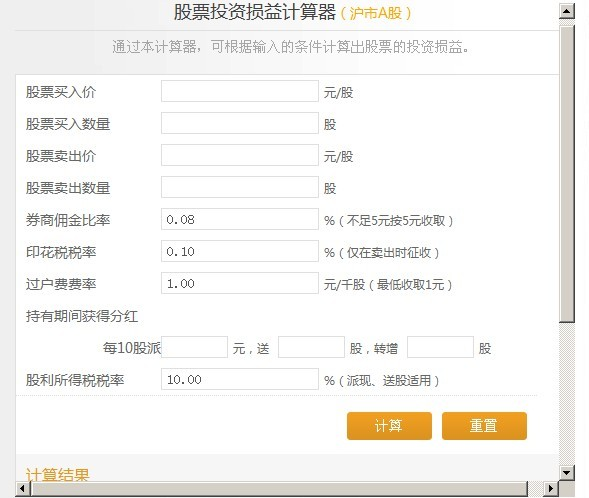 股票投资损益计算器（沪市A股）
通过本计算器，可根据输入的条件计算出股票的投资损益。
股票买入价 元/股
股票买入数量 股
股票卖出价 元/股
股票卖出数量 股
券商佣金比率 0.08 %（不足5元按5元收取）
印花税税率 0.10 %（仅在卖出时征收）
过户费费率 1.00 元/千股（最低收取1元）
持有期间获得分红
每10股派 元，送 股，转增 股
股利所得税税率 10.00 %（派现、送股适用）
计算 重置
计算结果